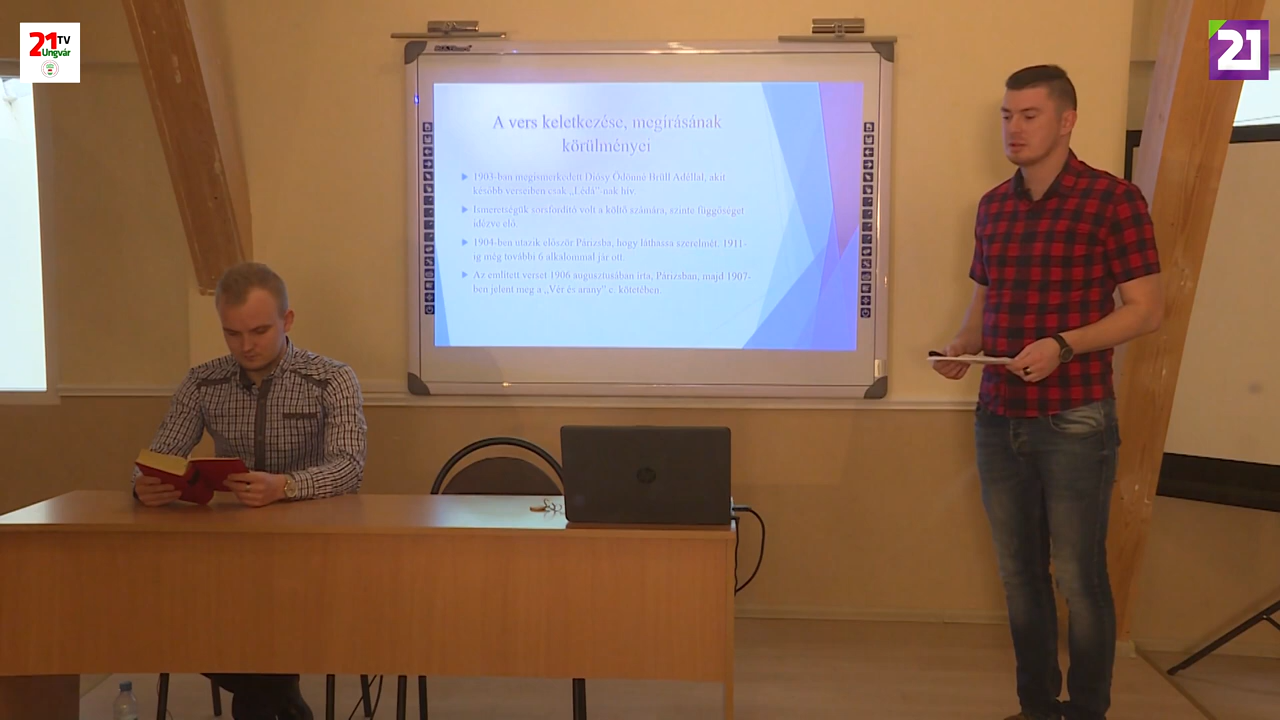 21 TV
Ungvár
21
A vers keletkezése, megírásának
körülményei
1903-ban megismerkedett Diósy Ödönné Brüll Adéllal, akit
később verseiben csak „Lédá"-nak hív.
Ismeretségük sorsfordító volt a költő számára, szinte függőséget
idézve elő.
1904-ben utazik először Párizsba, hogy láthassa szerelmét. 1911-
ig még további 6 alkalommal jár ott.
Az említett verset 1906 augusztusában írta, Párizsban, majd 1907-
ben jelent meg a „Vér és arany" c. kötetében.
hp